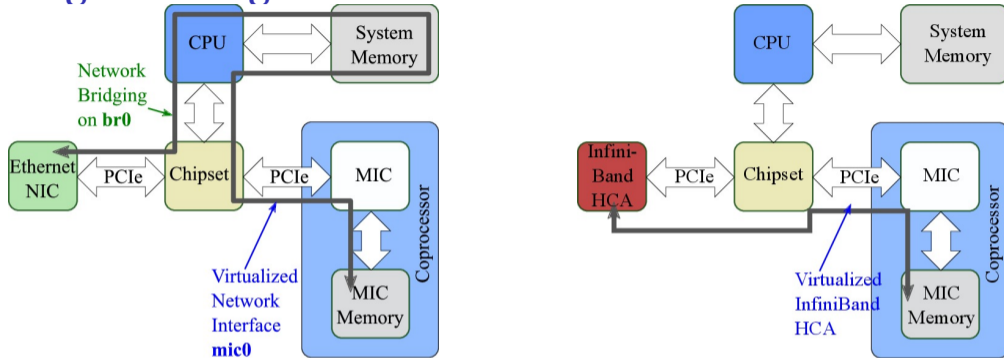 CPU
System
Memory
Network
Bridging
on br0
Ethernet
NIC
PCIe
Chipset
PCIe
MIC
Coprocessor
Virtualized
Network
Interface
mic0
MIC
Memory
CPU
System
Memory
Infini-
Band
HCA
PCIe
Chipset
PCIe
MIC
Coprocessor
Virtualized
InfiniBand
HCA
MIC
Memory